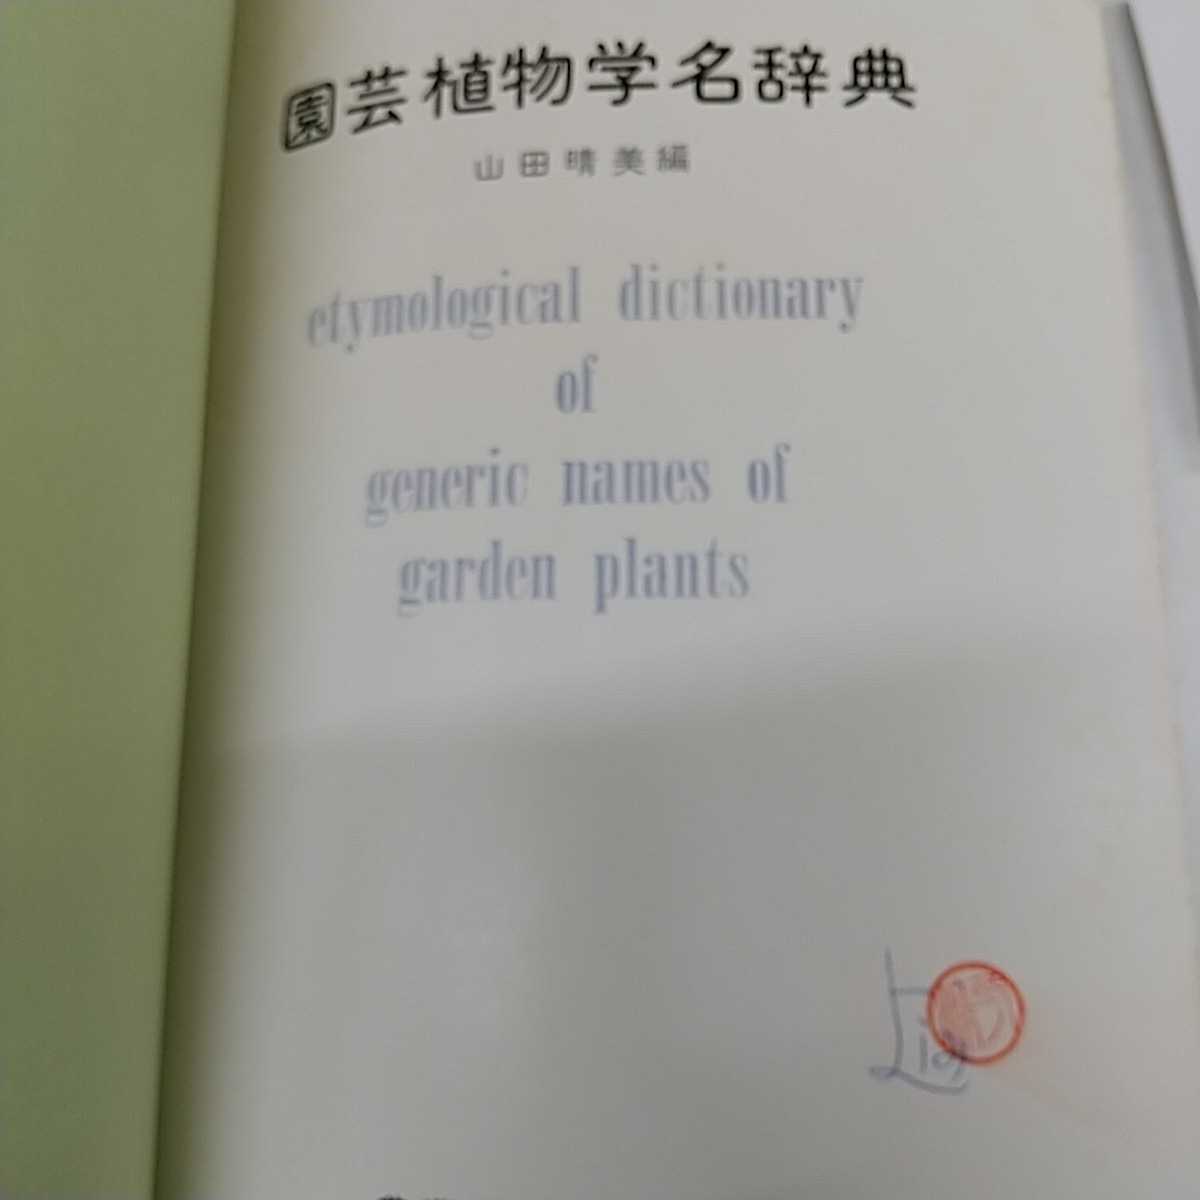 園芸植物学名辞典
山田晴美編
etymological dictionary
of
generic names of
garden plants